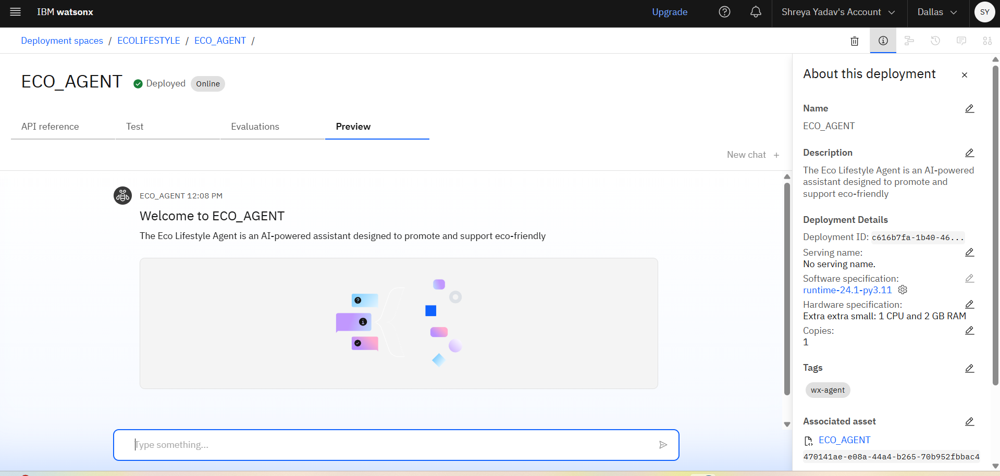 IBM watsonx
Upgrade
Shreya Yadav's Account
Dallas
SY
Deployment spaces / ECOLIFESTYLE / ECO_AGENT /
ECO_AGENT
Deployed
Online
API reference
Test
Evaluations
Preview
New chat +
ECO_AGENT 12:08 PM
Welcome to ECO_AGENT
The Eco Lifestyle Agent is an AI-powered assistant designed to promote and support eco-friendly
Type something...
About this deployment
Name
ECO_AGENT
Description
The Eco Lifestyle Agent is an AI-powered
assistant designed to promote and
support eco-friendly
Deployment Details
Deployment ID: c616b7fa-1b40-46...
Serving name:
No serving name.
Software specification:
runtime-24.1-py3.11
Hardware specification:
Extra extra small: 1 CPU and 2 GB RAM
Copies:
1
Tags
wx-agent
Associated asset
ECO_AGENT
470141ae-e08a-44a4-b265-70b952fbbac4